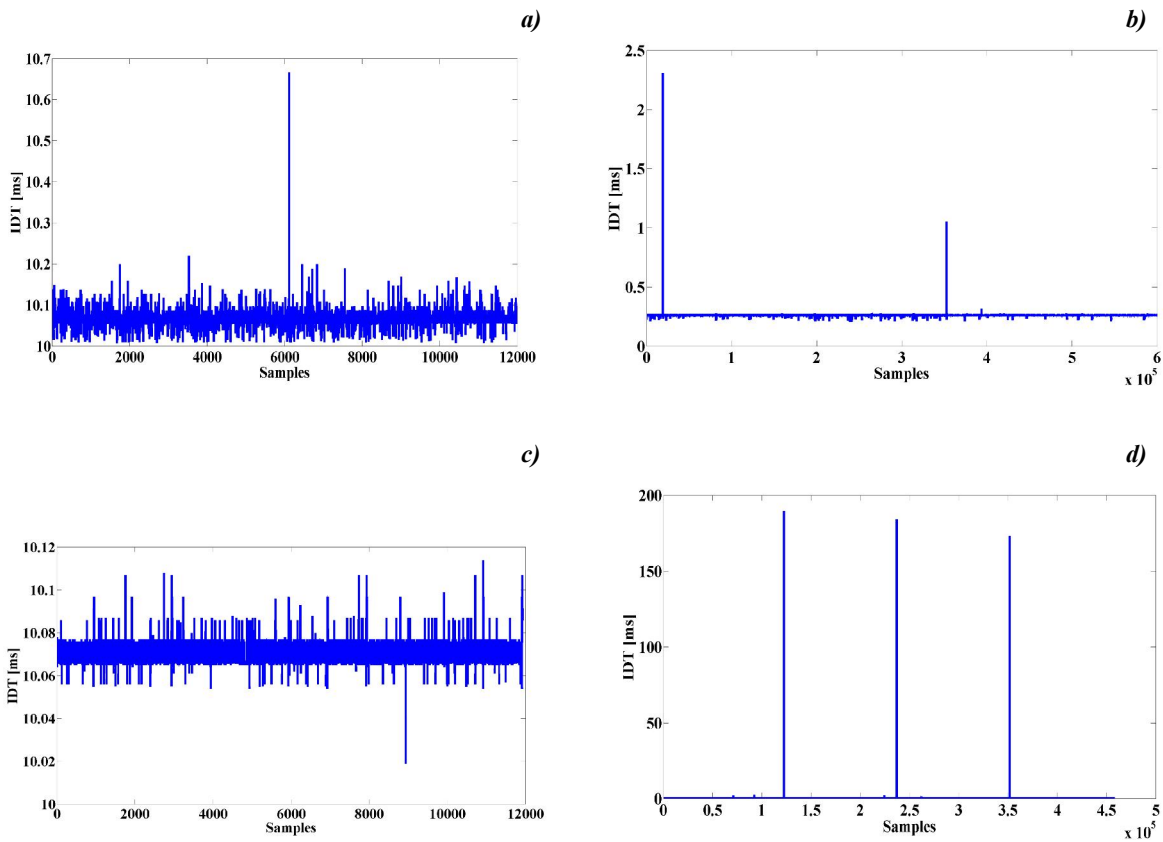 a)
10.7
10.6
10.5
10.4
10.3
10.2
10.1
10
IDT [ms]
0 2000 4000 6000 8000 10000 12000
Samples
b)
2.5
2
1.5
1
0.5
0
IDT [ms]
0 1 2 3 4 5 6
Samples
x 10^5
c)
10.12
10.1
10.08
10.06
10.04
10.02
10
IDT [ms]
0 2000 4000 6000 8000 10000 12000
Samples
d)
200
150
100
50
0
IDT [ms]
0 0.5 1 1.5 2 2.5 3 3.5 4 4.5 5
Samples
x 10^5